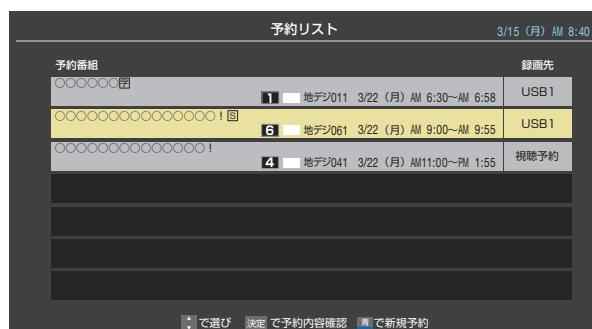 予約リスト
3/15（月）AM 8:40
予約番組 録画先
○○○○○○字
1 地デジ011 3/22（月）AM 6:30〜AM 6:58 USB1
○○○○○○○○○○○○○○○！S
6 地デジ061 3/22（月）AM 9:00〜AM 9:55 USB1
○○○○○○○○○○○○○○！
4 地デジ041 3/22（月）AM11:00〜PM 1:55 視聴予約
で選び 決定 で予約内容確認 青 で新規予約